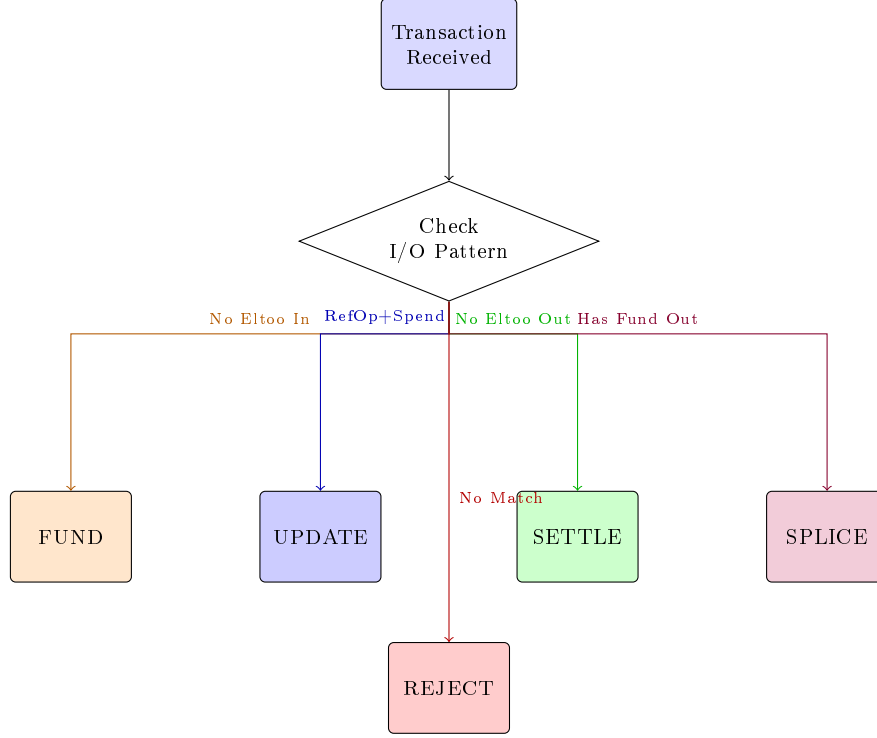 Transaction
Received
Check
I/O Pattern
No Eltoo In
RefOp+Spend
No Eltoo Out
Has Fund Out
No Match
FUND
UPDATE
SETTLE
SPLICE
REJECT